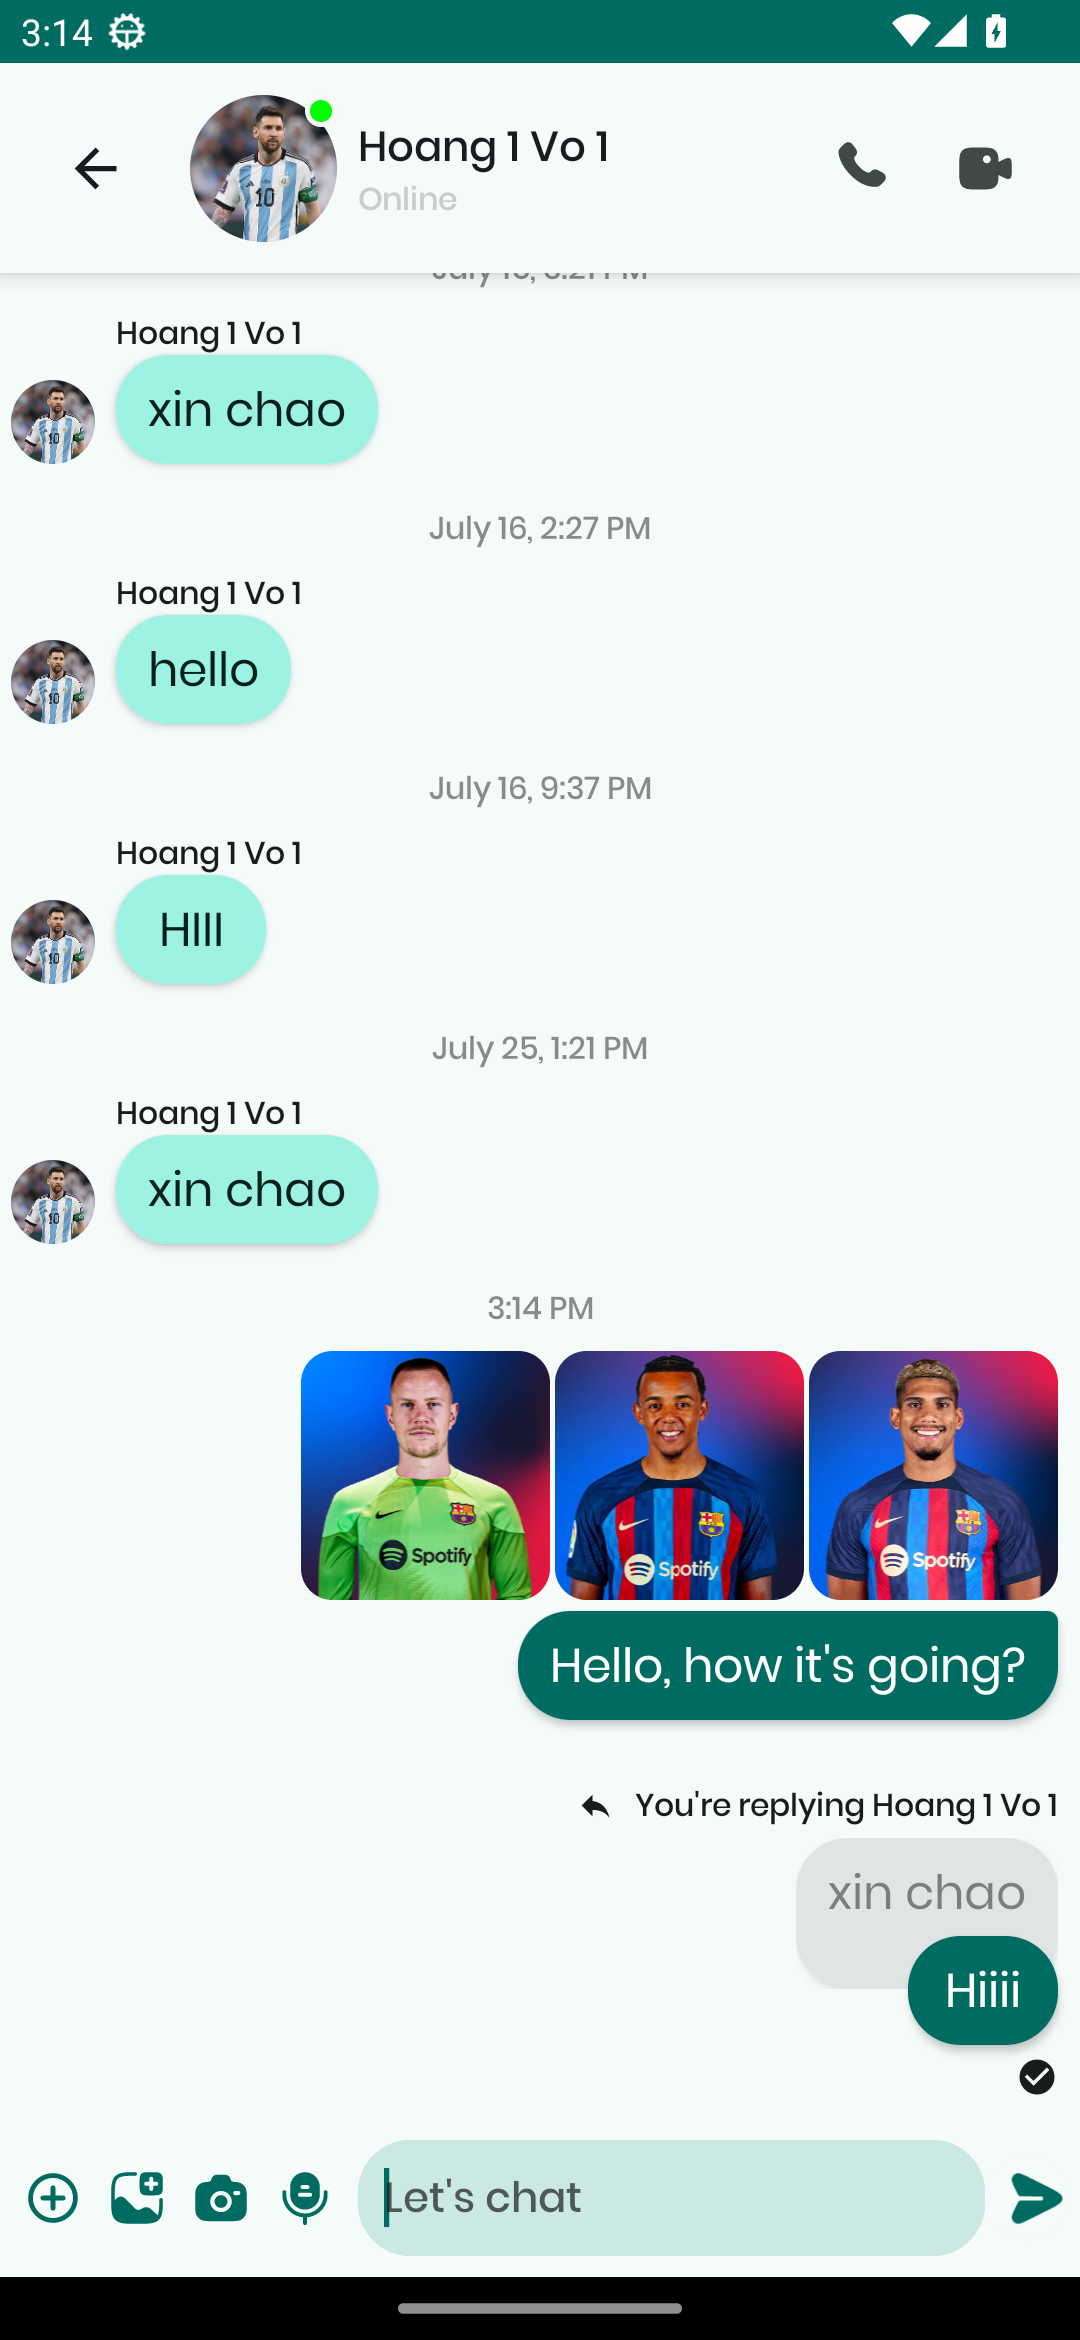 3:14
Hoang 1 Vo 1
Online
Hoang 1 Vo 1
xin chao
July 16, 2:27 PM
Hoang 1 Vo 1
hello
July 16, 9:37 PM
Hoang 1 Vo 1
HIII
July 25, 1:21 PM
Hoang 1 Vo 1
xin chao
3:14 PM
Spotify
Spotify
Spotify
Hello, how it's going?
You're replying Hoang 1 Vo 1
xin chao
Hiiii
Let's chat